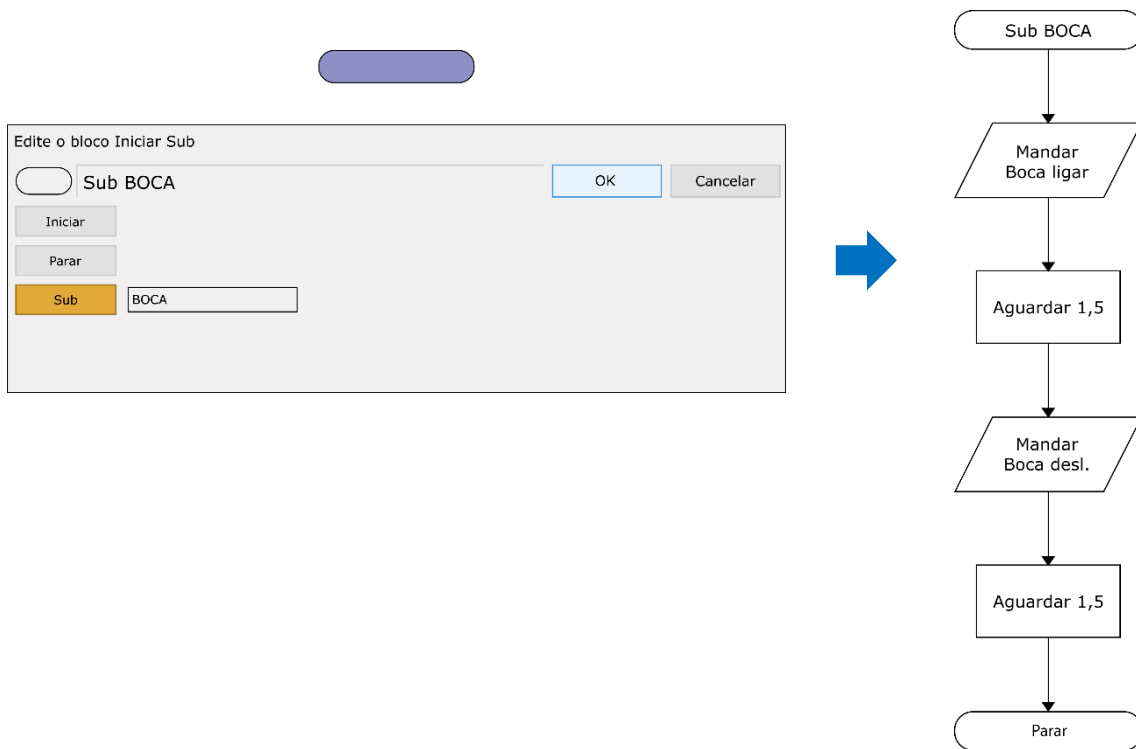 Edite o bloco Iniciar Sub
Sub BOCA
OK
Cancelar
Iniciar
Parar
Sub
BOCA
Sub BOCA
Mandar
Boca ligar
Aguardar 1,5
Mandar
Boca desl.
Aguardar 1,5
Parar